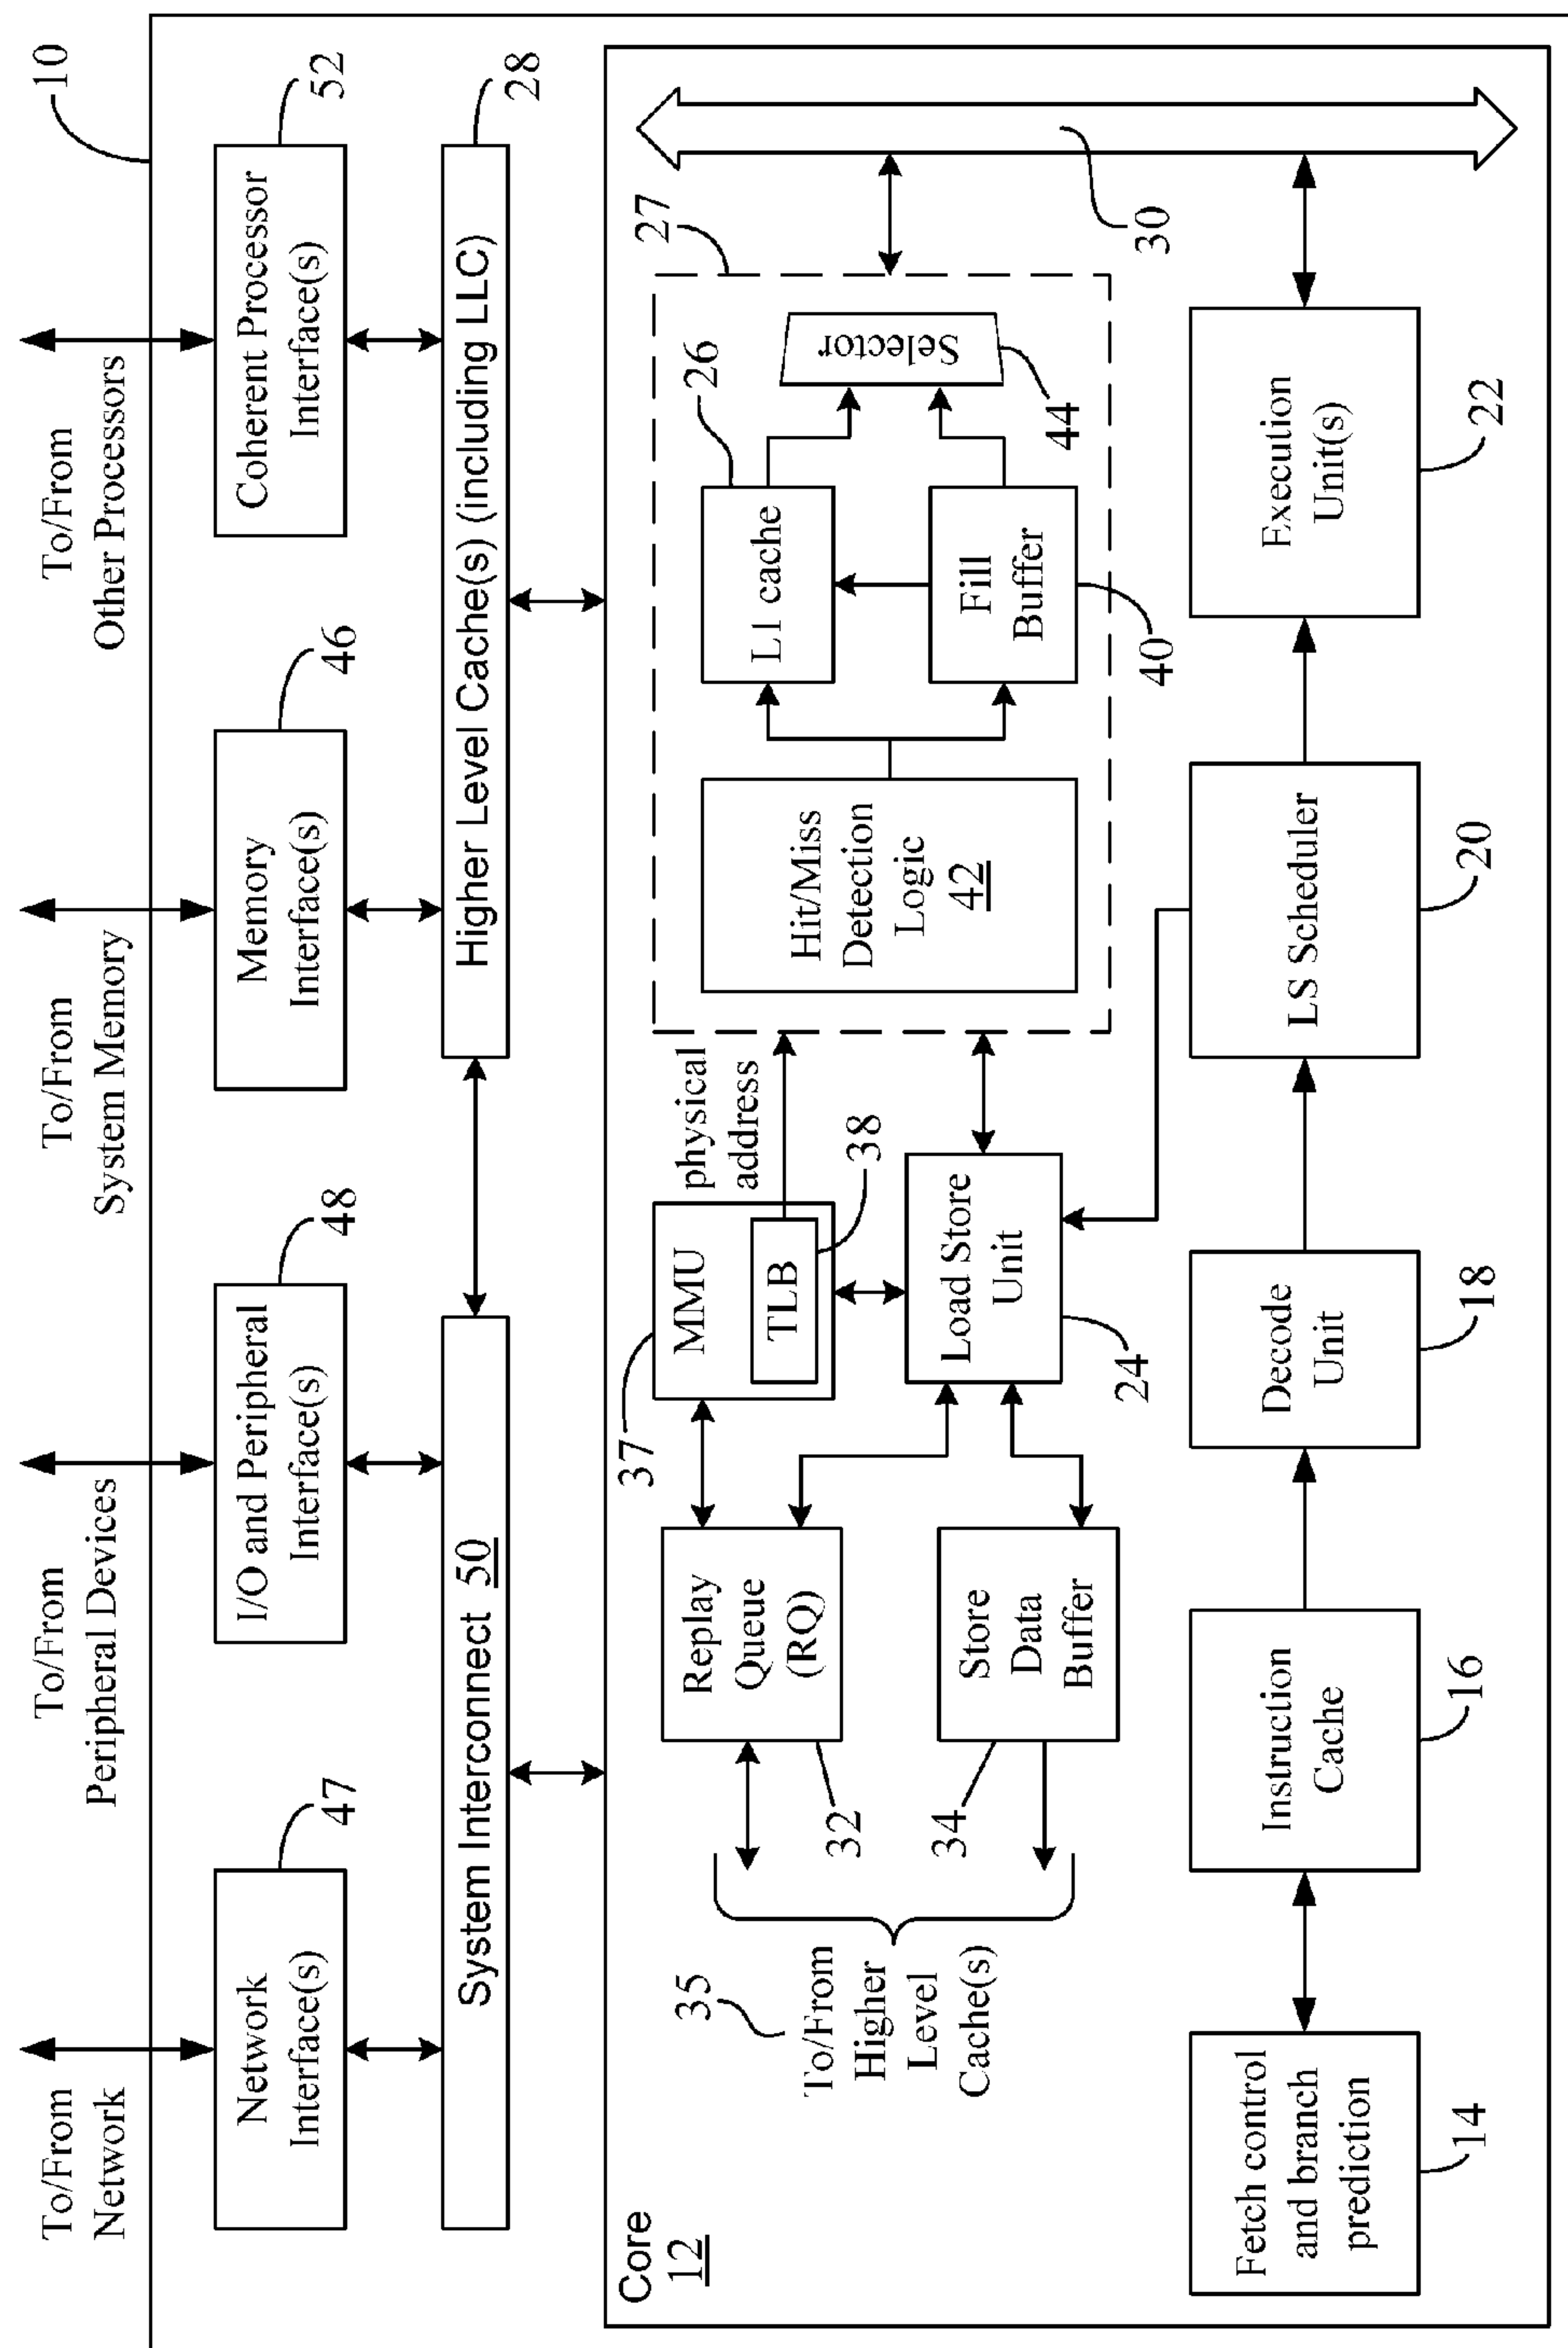 10
To/From
Network
To/From
Peripheral Devices
To/From
System Memory
To/From
Other Processors
Network
Interface(s)
47
I/O and Peripheral
Interface(s)
48
Memory
Interface(s)
46
Coherent Processor
Interface(s)
52
System Interconnect 50
Higher Level Cache(s) (including LLC)
28
Core
12
35
To/From
Higher
Level
Cache(s)
Replay
Queue
(RQ)
32
Store
Data
Buffer
34
37
MMU
TLB
38
physical
address
Load Store
Unit
24
27
Hit/Miss
Detection
Logic
42
L1 cache
26
Fill
Buffer
40
Selector
44
30
Fetch control
and branch
prediction
14
Instruction
Cache
16
Decode
Unit
18
LS Scheduler
20
Execution
Unit(s)
22